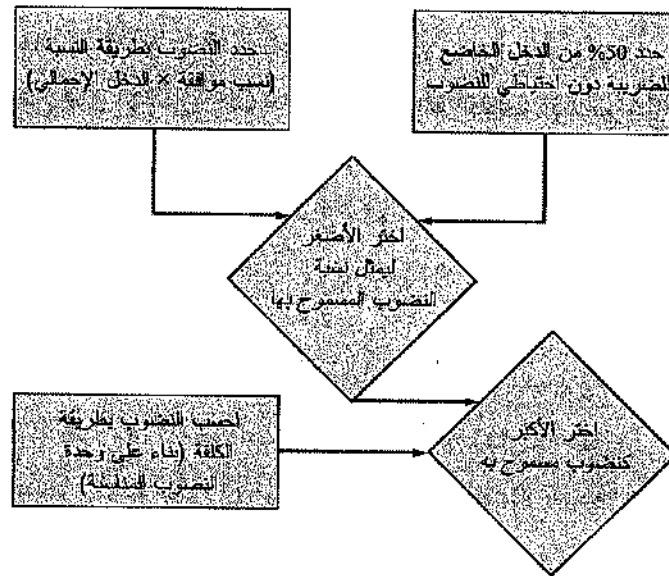 حدد 50% من الدخل الخاضع
للضريبة دون احتياطي للنضوب
حدد النضوب بطريقة النسبة
(نسب موافقة × الدخل الإجمالي)
اختر الأصغر
ليمثل نسبة
النضوب المسموح بها
احسب النضوب بطريقة
الكلفة (بناء على وحدة
النضوب المناسبة)
اختر الأكبر
كنضوب مسموح به